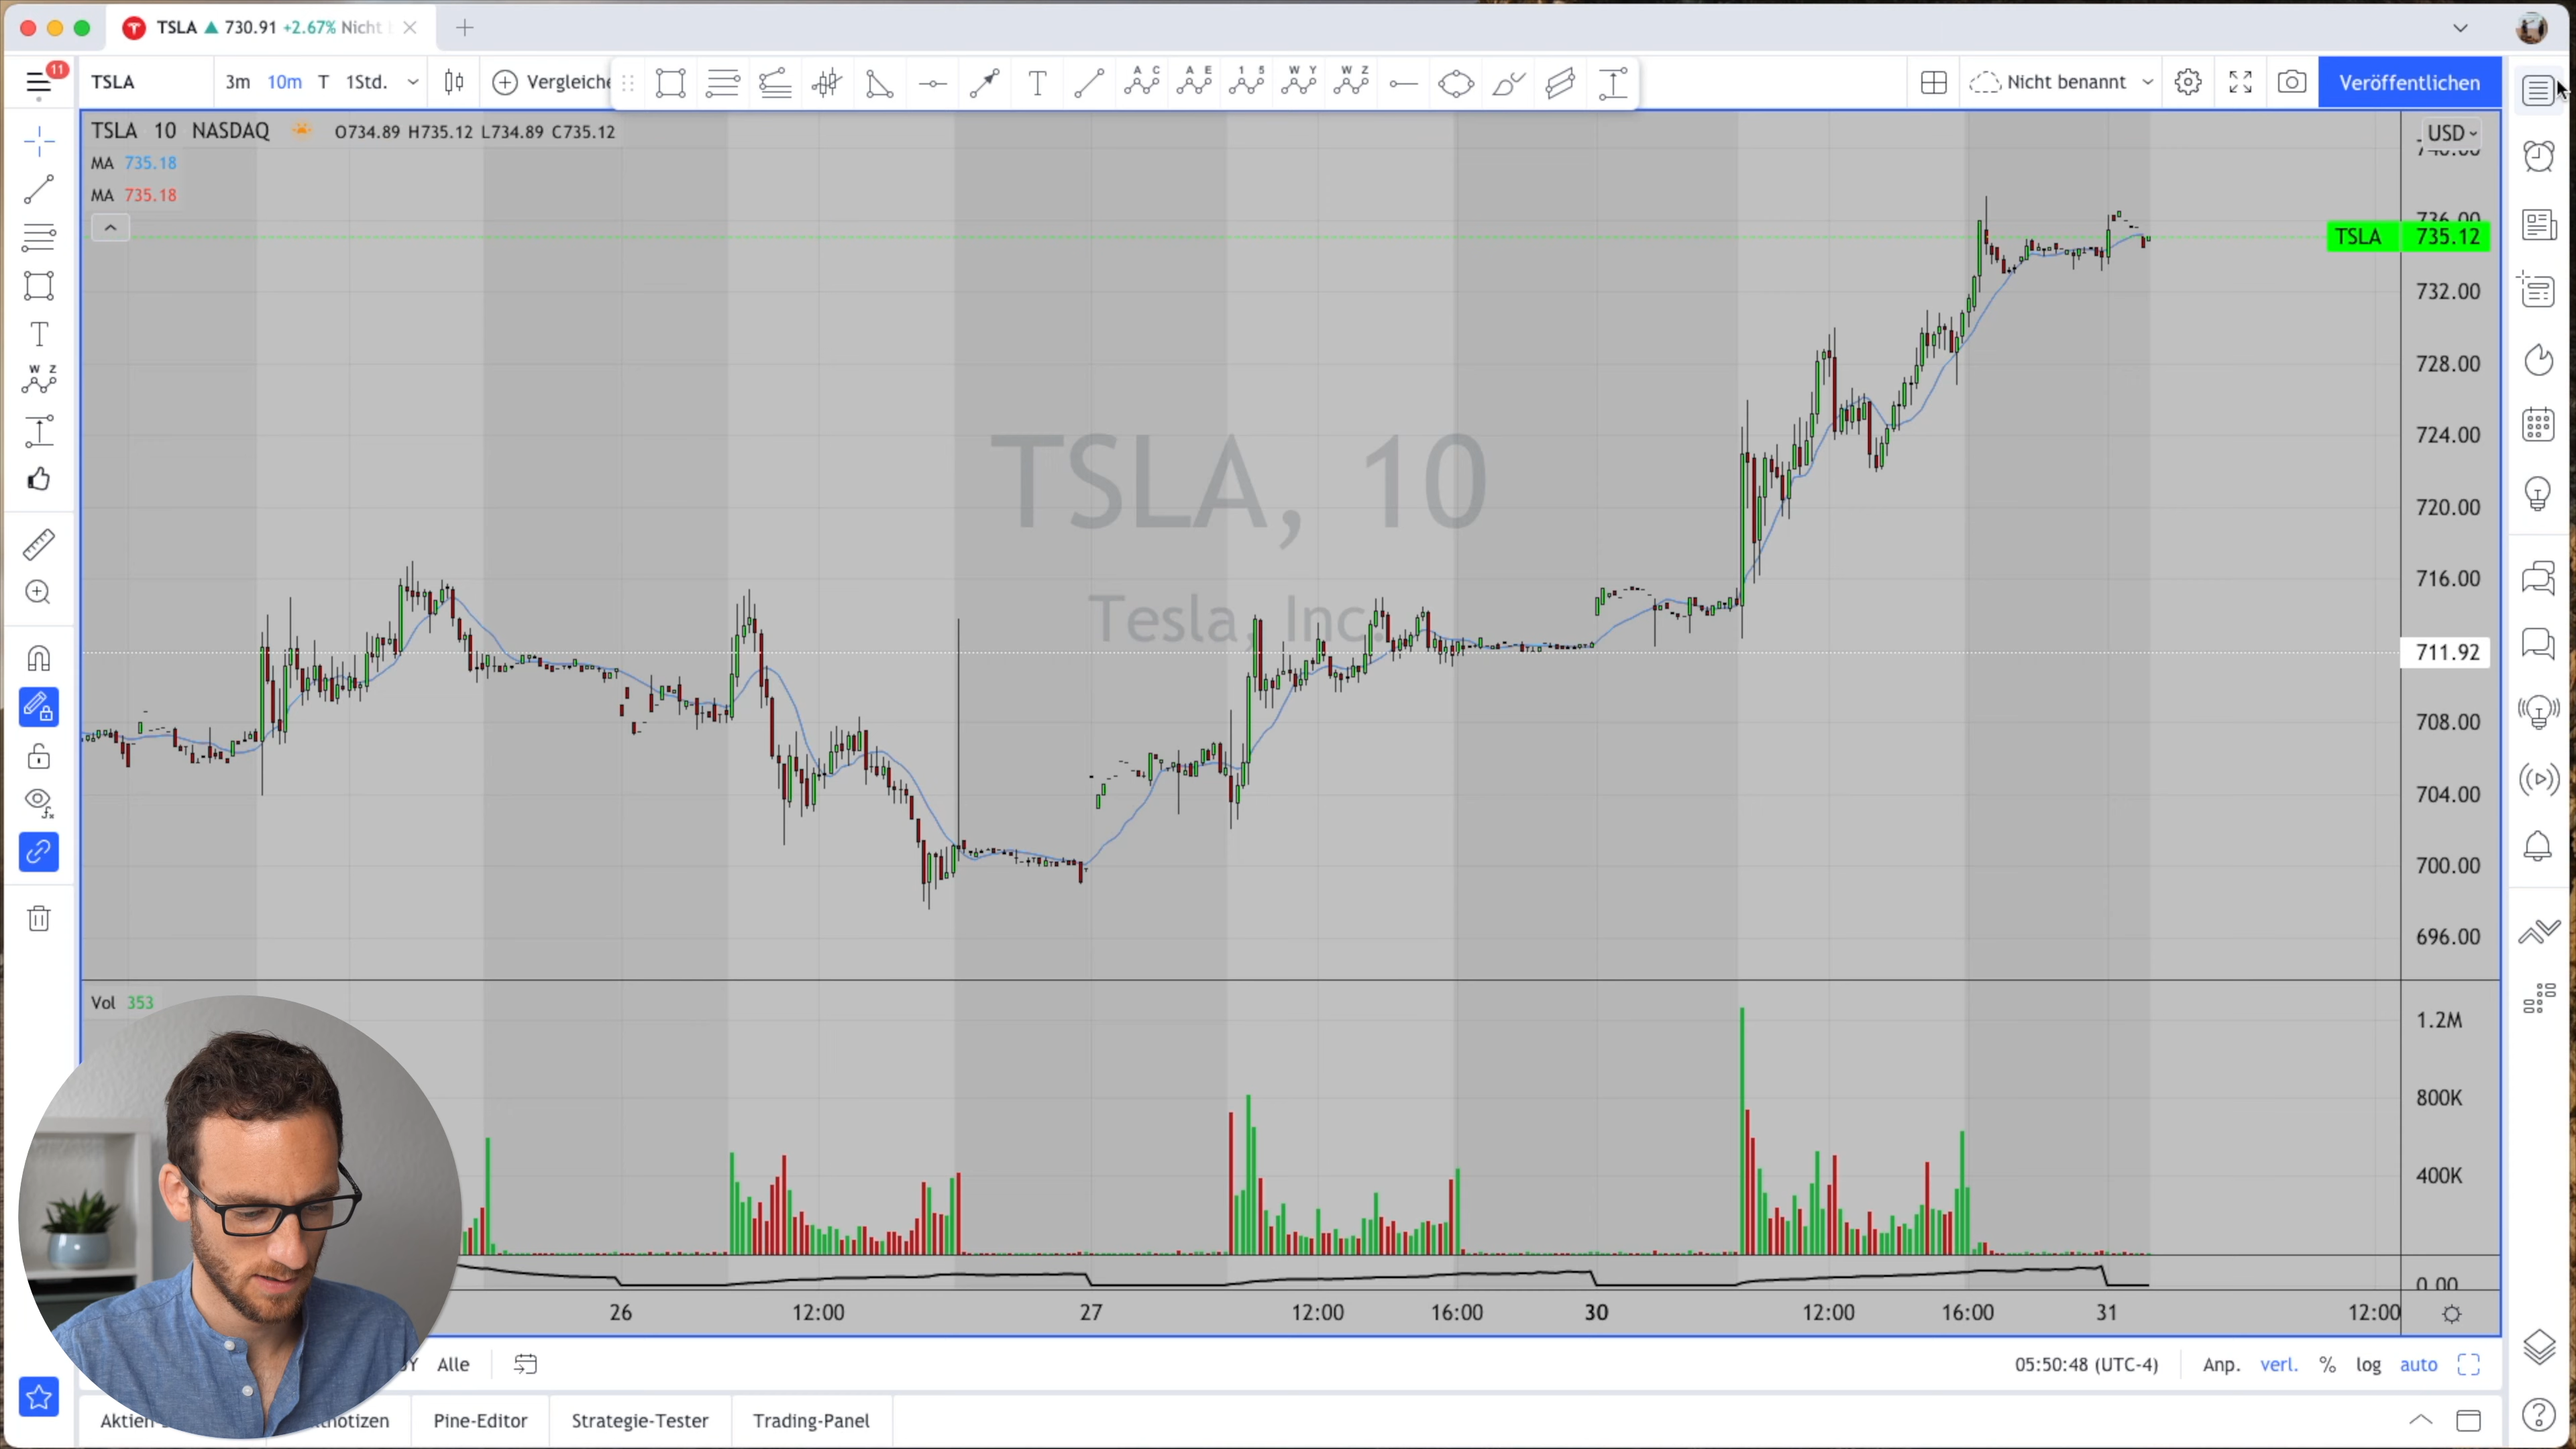 TSLA ▲ 730.91 +2.67% Nicht
11
TSLA 3m 10m T 1Std. Vergleiche
A C
A E
1 5
W Y
W Z
Nicht benannt
Veröffentlichen
TSLA 10 NASDAQ O734.89 H735.12 L734.89 C735.12
MA 735.18
MA 735.18
USD
740.00
736.00
TSLA 735.12
732.00
728.00
724.00
720.00
716.00
711.92
708.00
704.00
700.00
696.00
TSLA, 10
Tesla, Inc.
W Z
Vol 353
1.2M
800K
400K
0.00
26 12:00 27 12:00 16:00 30 12:00 16:00 31 12:00
Alle
05:50:48 (UTC-4) Anp. verl. % log auto
Pine-Editor Strategie-Tester Trading-Panel